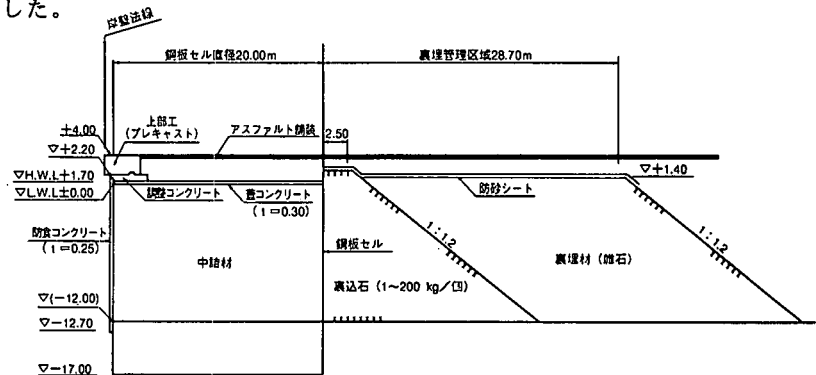 した。
岸壁法線
鋼板セル直径20.00m
裏埋管理区域28.70m
+4.00
上部工
(プレキャスト)
アスファルト舗装
2.50
▽+2.20
▽+1.40
▽H.W.L+1.70
▽L.W.L±0.00
調整コンクリート
蓋コンクリート
(t=0.30)
防砂シート
防食コンクリート
(t=0.25)
鋼板セル
1:1.2
1:1.2
中詰材
裏込石 (1~200 kg/個)
裏埋材 (雑石)
▽(−12.00)
▽−12.70
▽−17.00